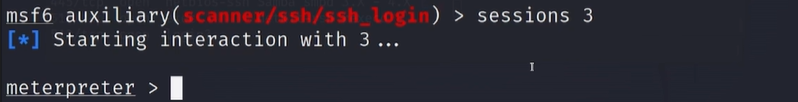 msf6 auxiliary(scanner/ssh/ssh_login) > sessions 3
[*] Starting interaction with 3...
meterpreter >